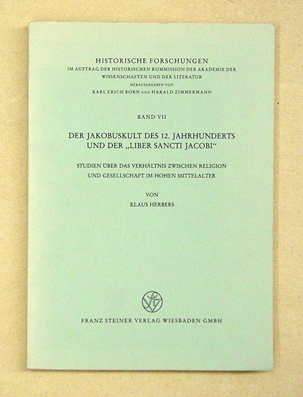 HISTORISCHE FORSCHUNGEN
IM AUFTRAG DER HISTORISCHEN KOMMISSION DER AKADEMIE DER
WISSENSCHAFTEN UND DER LITERATUR
HERAUSGEGEBEN VON
KARL ERICH BORN UND HARALD ZIMMERMANN
BAND VII
DER JAKOBUSKULT DES 12. JAHRHUNDERTS
UND DER „LIBER SANCTI JACOBI“
STUDIEN ÜBER DAS VERHÄLTNIS ZWISCHEN RELIGION
UND GESELLSCHAFT IM HOHEN MITTELALTER
VON
KLAUS HERBERS
FRANZ STEINER VERLAG WIESBADEN GMBH